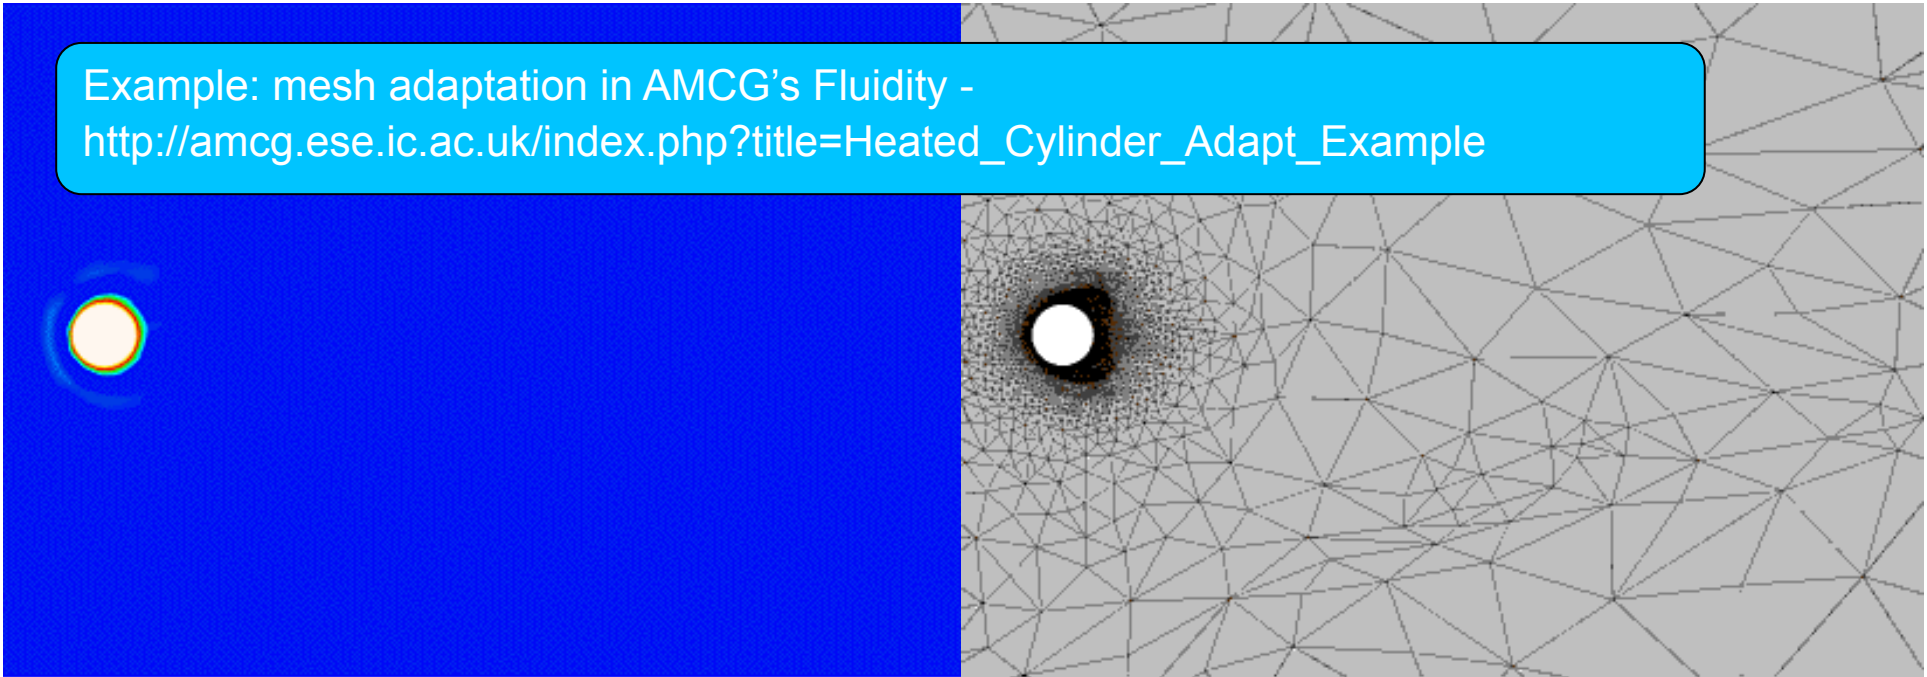 Example: mesh adaptation in AMCG’s Fluidity -
http://amcg.ese.ic.ac.uk/index.php?title=Heated_Cylinder_Adapt_Example